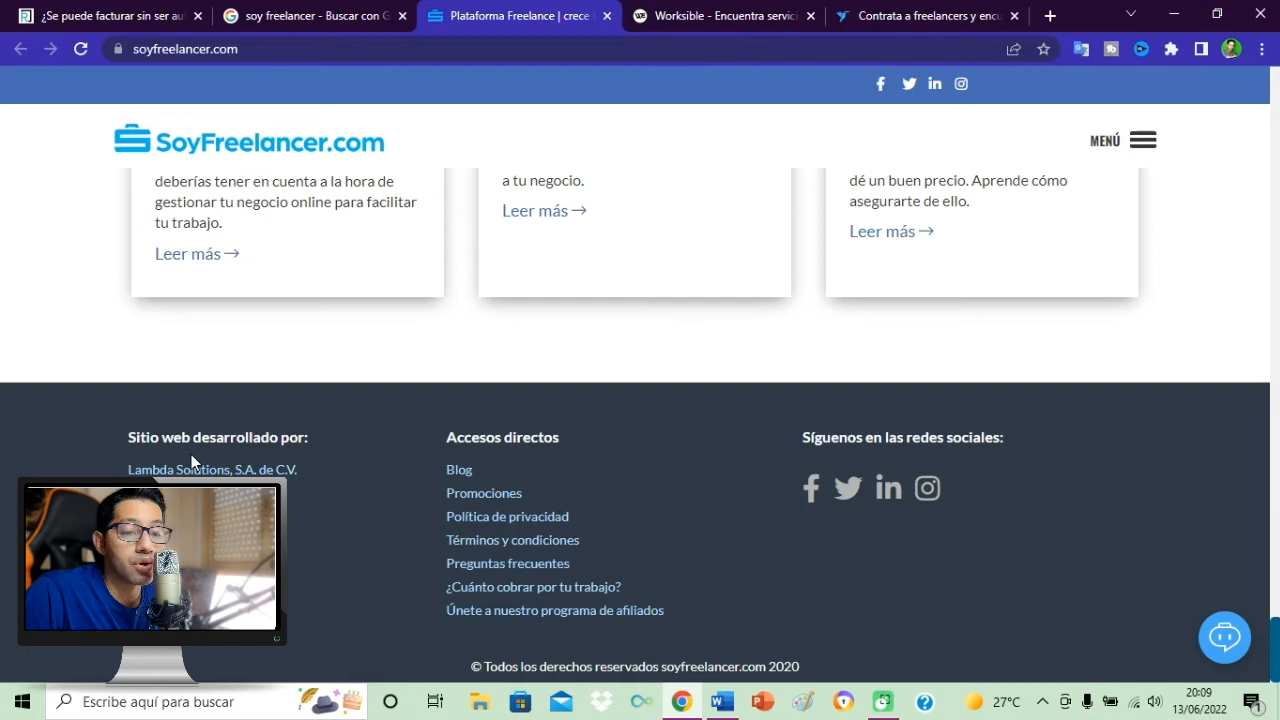 ¿Se puede facturar sin ser aut
soy freelancer - Buscar con G
Plataforma Freelance | crece t
Worksible - Encuentra servici
Contrata a freelancers y encu
soyfreelancer.com
SoyFreelancer.com
MENÚ
deberías tener en cuenta a la hora de
gestionar tu negocio online para facilitar
tu trabajo.
Leer más →
a tu negocio.
Leer más →
dé un buen precio. Aprende cómo
asegurarte de ello.
Leer más →
Sitio web desarrollado por:
Lambda Solutions, S.A. de C.V.
Accesos directos
Blog
Promociones
Política de privacidad
Términos y condiciones
Preguntas frecuentes
¿Cuánto cobrar por tu trabajo?
Únete a nuestro programa de afiliados
Síguenos en las redes sociales:
© Todos los derechos reservados soyfreelancer.com 2020
Escribe aquí para buscar
27°C
20:09
13/06/2022
1